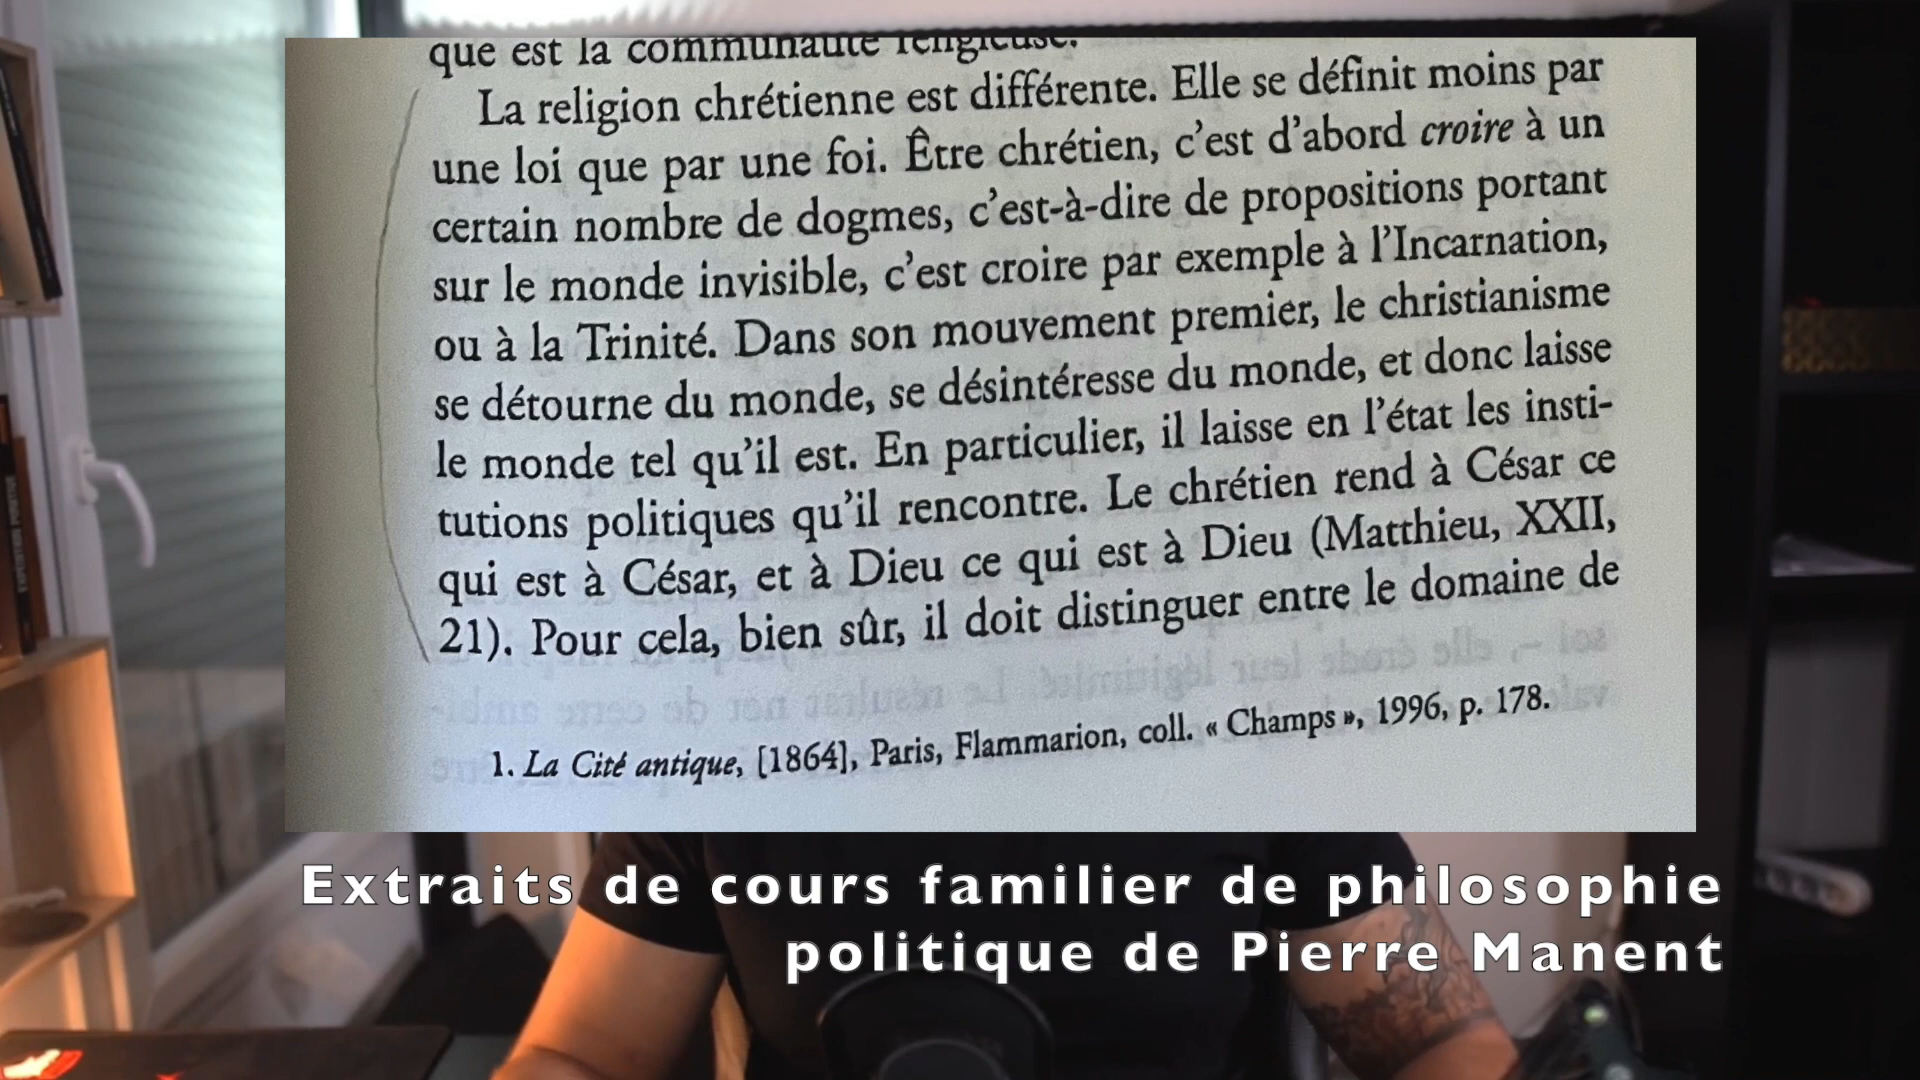 que est la communauté religieuse.
La religion chrétienne est différente. Elle se définit moins par
une loi que par une foi. Être chrétien, c'est d'abord croire à un
certain nombre de dogmes, c'est-à-dire de propositions portant
sur le monde invisible, c'est croire par exemple à l'Incarnation,
ou à la Trinité. Dans son mouvement premier, le christianisme
se détourne du monde, se désintéresse du monde, et donc laisse
le monde tel qu'il est. En particulier, il laisse en l'état les insti-
tutions politiques qu'il rencontre. Le chrétien rend à César ce
qui est à César, et à Dieu ce qui est à Dieu (Matthieu, XXII,
21). Pour cela, bien sûr, il doit distinguer entre le domaine de
1. La Cité antique, [1864], Paris, Flammarion, coll. « Champs », 1996, p. 178.
Extraits de cours familier de philosophie
politique de Pierre Manent